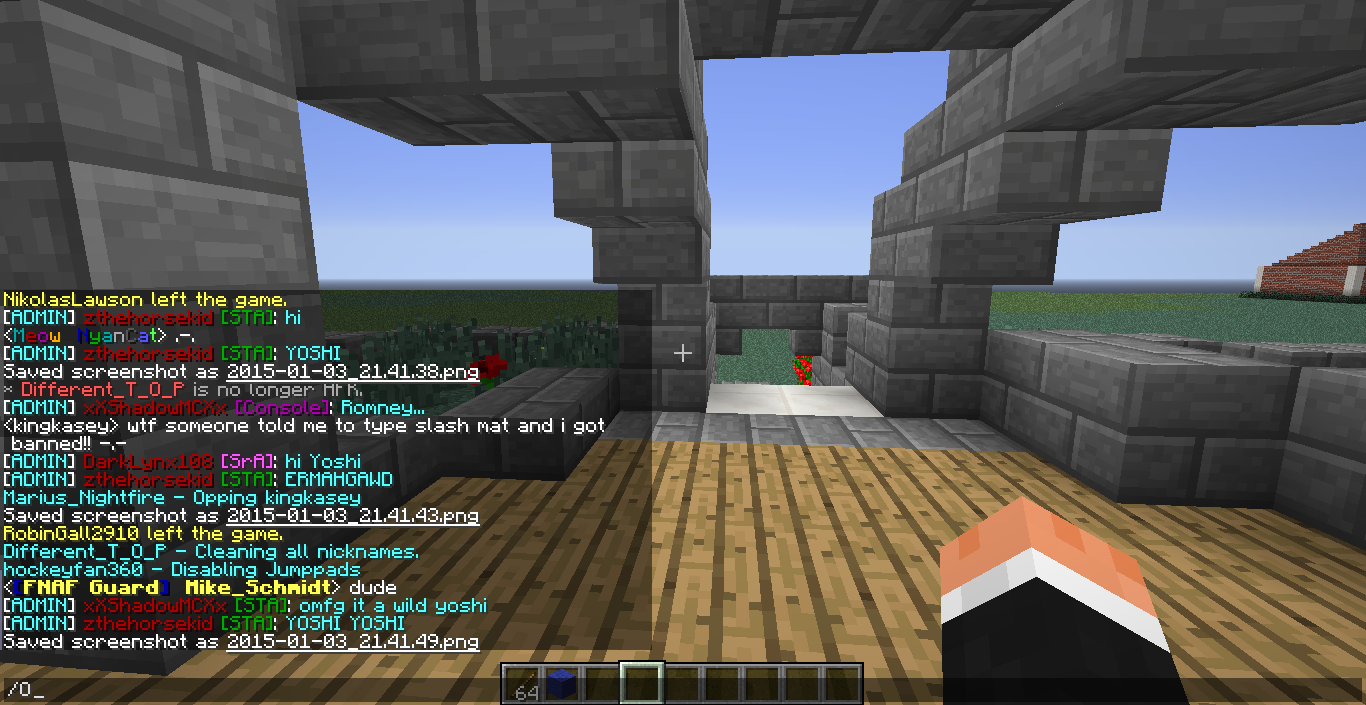 NikolasLawson left the game.
[ADMIN] zthehorsekid [STA]: hi
<Meow NyanCat> .-.
[ADMIN] zthehorsekid [STA]: YOSHI
Saved screenshot as 2015-01-03_21.41.38.png
* Different_T_O_P is no longer AFK.
[ADMIN] xXShadowMCXx [Console]: Romney...
<kingkasey> wtf someone told me to type slash mat and i got
banned!! -,-
[ADMIN] DarkLynx108 [SrA]: hi Yoshi
[ADMIN] zthehorsekid [STA]: ERMAHGAWD
Marius_Nightfire - Opping kingkasey
Saved screenshot as 2015-01-03_21.41.43.png
RobinGall2910 left the game.
Different_T_O_P - Cleaning all nicknames.
hockeyfan360 - Disabling Jumppads
<[FNAF Guard] Mike_Schmidt> dude
[ADMIN] xXShadowMCXx [STA]: omfg it a wild yoshi
[ADMIN] zthehorsekid [STA]: YOSHI YOSHI
Saved screenshot as 2015-01-03_21.41.49.png
64
/O_